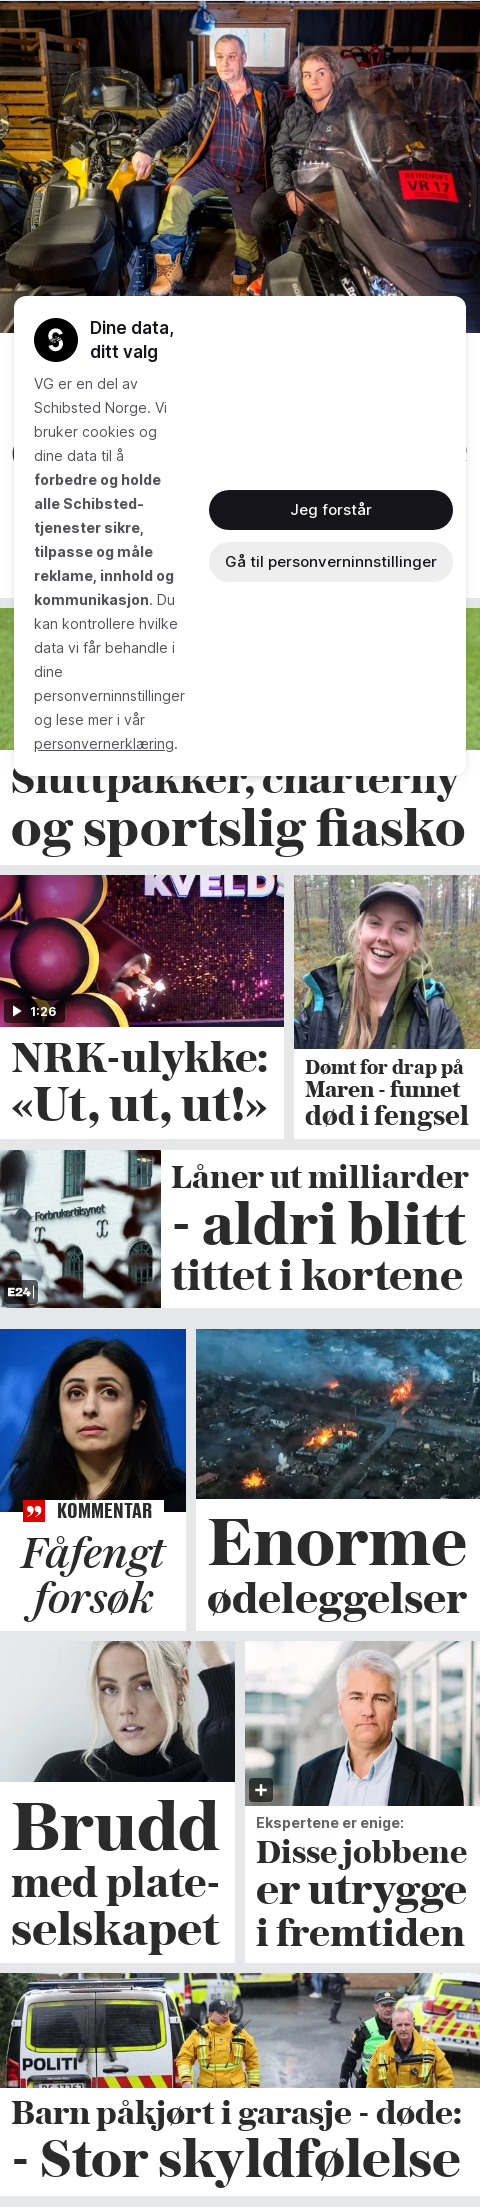 REINDRIFT
VR 17
Dine data,
ditt valg
VG er en del av
Schibsted Norge. Vi
bruker cookies og
dine data til å
forbedre og holde
alle Schibsted-
tjenester sikre,
tilpasse og måle
reklame, innhold og
kommunikasjon. Du
kan kontrollere hvilke
data vi får behandle i
dine
personverninnstillinger
og lese mer i vår
personvernerklæring.
Jeg forstår
Gå til personverninnstillinger
Sluttpakker, charterfly
og sportslig fiasko
KVELDS
1:26
NRK-ulykke:
«Ut, ut, ut!»
Dømt for drap på
Maren - funnet
død i fengsel
Forbrukertilsynet
E24
Låner ut milliarder
- aldri blitt
tittet i kortene
KOMMENTAR
Fåfengt
forsøk
Enorme
ødeleggelser
Brudd
med plate-
selskapet
Ekspertene er enige:
Disse jobbene
er utrygge
i fremtiden
POLITI
Barn påkjørt i garasje - døde:
- Stor skyldfølelse